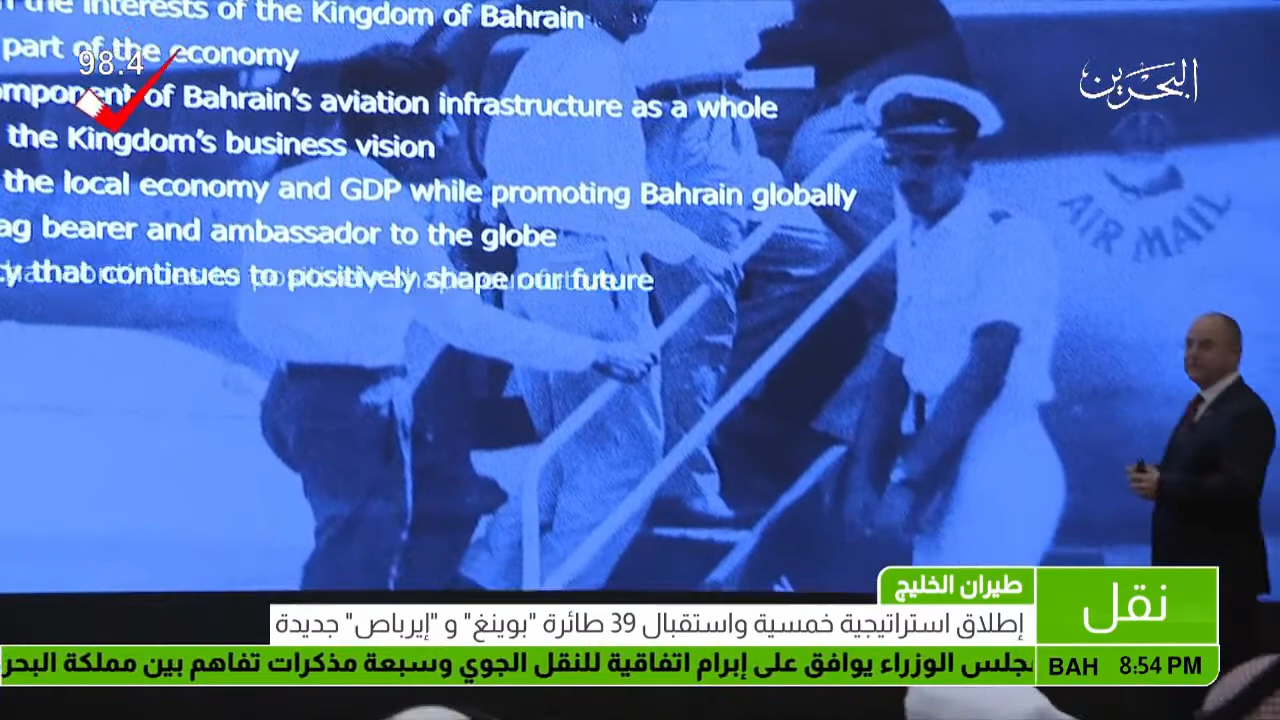 the interests of the Kingdom of Bahrain
part of the economy
of Bahrain's aviation infrastructure as a whole
the Kingdom's business vision
the local economy and GDP while promoting Bahrain globally
bearer and ambassador to the globe
that continues to positively shape our future
98.4
البحرين
AIR MAIL
طيران الخليج
نقل
إطلاق استراتيجية خمسية واستقبال 39 طائرة "بوينغ" و "إيرباص" جديدة
الوزراء يوافق على إبرام اتفاقية للنقل الجوي وسبعة مذكرات تفاهم بين مملكة
BAH 8:54 PM